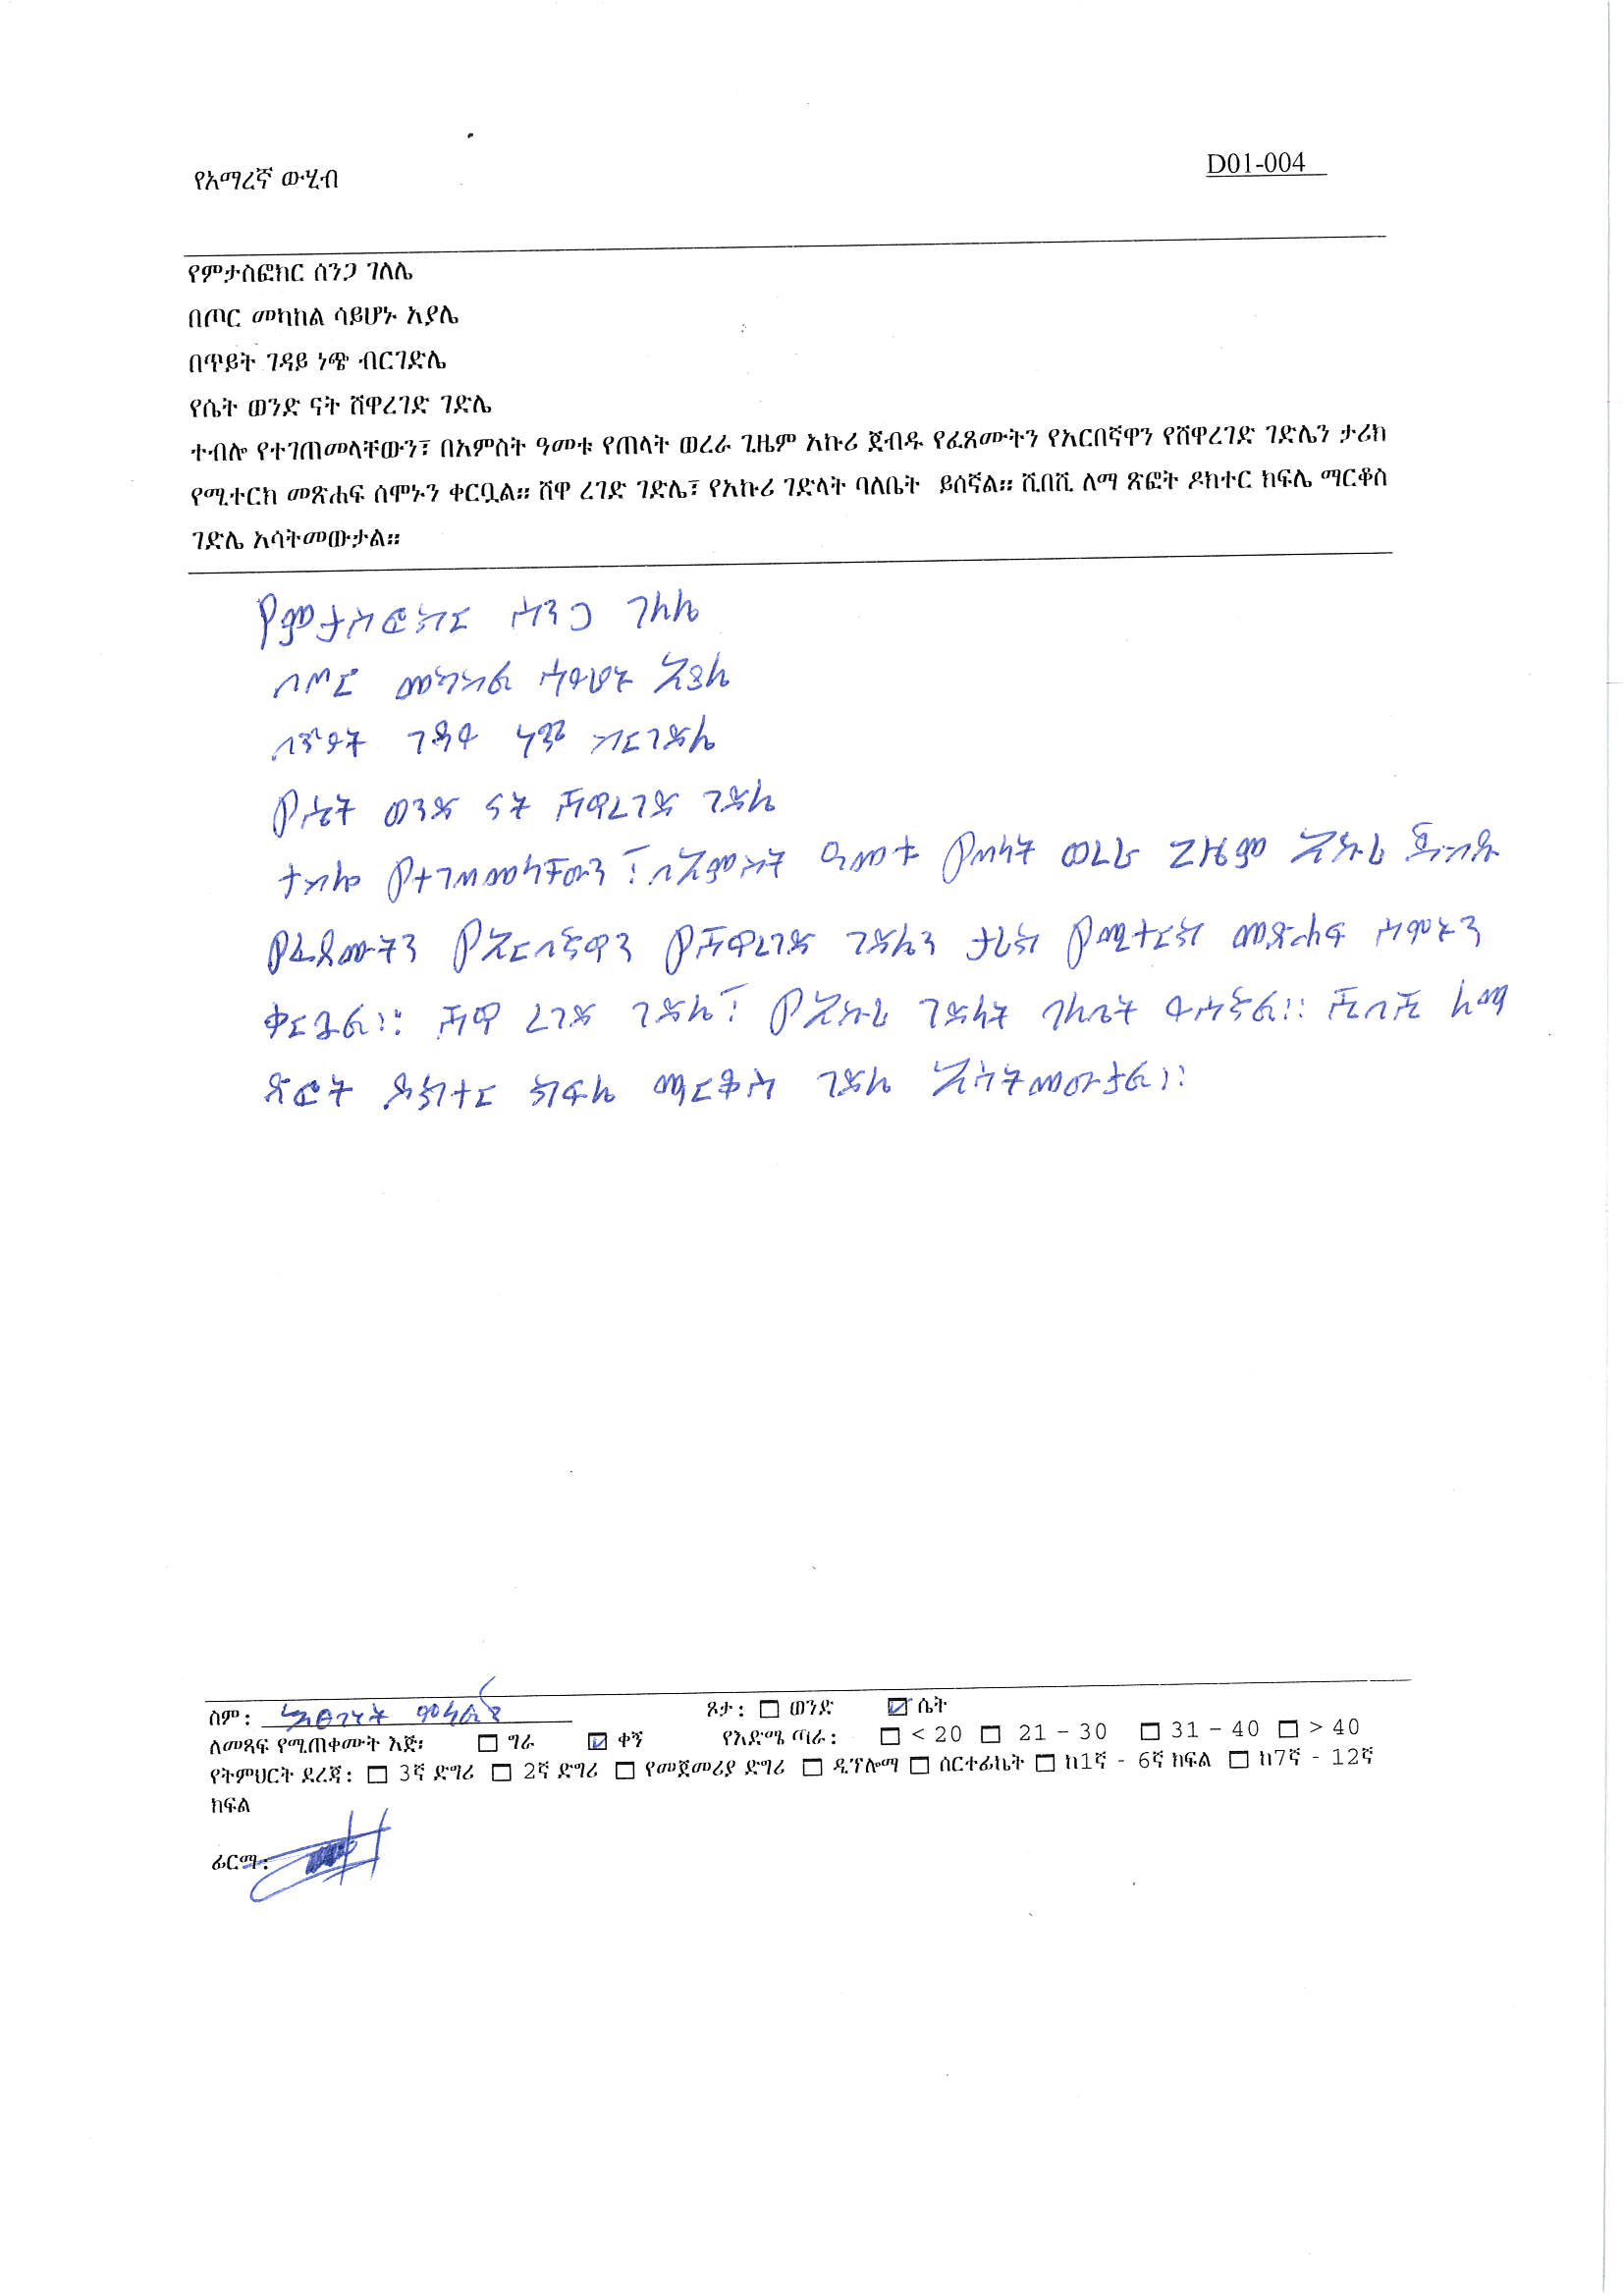 የአማረኛ ውሂብ
D01-004
የምታስፎክር ሰንጋ ገለሌ
በጦር መካከል ሳይሆኑ አያሌ
በጥይት ገዳይ ነጭ ብርገድሌ
የሴት ወንድ ናት ሸዋረገድ ገድሌ
ተብሎ የተገጠመላቸውን፣ በአምስት ዓመቱ የጠላት ወረራ ጊዜም አኩሪ ጀብዱ የፈጸሙትን የአርበኛዋን የሸዋረገድ ገድሌን ታሪክ
የሚተርክ መጽሐፍ ሰሞኑን ቀርቧል። ሸዋ ረገድ ገድሌ፣ የአኩሪ ገድላት ባለቤት ይሰኛል። ሺበሺ ለማ ጽፎት ዶክተር ክፍሌ ማርቆስ
ገድሌ አሳትመውታል።
የምታስፎክር ሰንጋ ገለሌ
በጦር መካከል ሳይሆኑ አያሌ
በጥይት ገዳይ ነጭ ብርገድሌ
የሴት ወንድ ናት ሸዋረገድ ገድሌ
ተብሎ የተገጠመላቸውን ፣ በአምስት ዓመቱ የጠላት ወረራ ጊዜም አኩሪ ጀብዱ
የፈጸሙትን የአርበኛዋን የሸዋረገድ ገድሌን ታሪክ የሚተርክ መጽሐፍ ሰሞኑን
ቀርቧል። ሸዋ ረገድ ገድሌ፣ የአኩሪ ገድላት ባለቤት ይሰኛል። ሺበሺ ለማ
ጽፎት ዶክተር ክፍሌ ማርቆስ ገድሌ አሳትመውታል።
ስም:
ጾታ: ወንድ ሴት
ለመጻፍ የሚጠቀሙት እጅ፡ ግራ ቀኝ የእድሜ ጣራ: < 20 21 – 30 31 – 40 > 40
የትምህርት ደረጃ: 3ኛ ድግሪ 2ኛ ድግሪ የመጀመሪያ ድግሪ ዲፕሎማ ሰርተፊኬት ከ1ኛ - 6ኛ ክፍል ከ7ኛ - 12ኛ
ክፍል
ፊርማ: